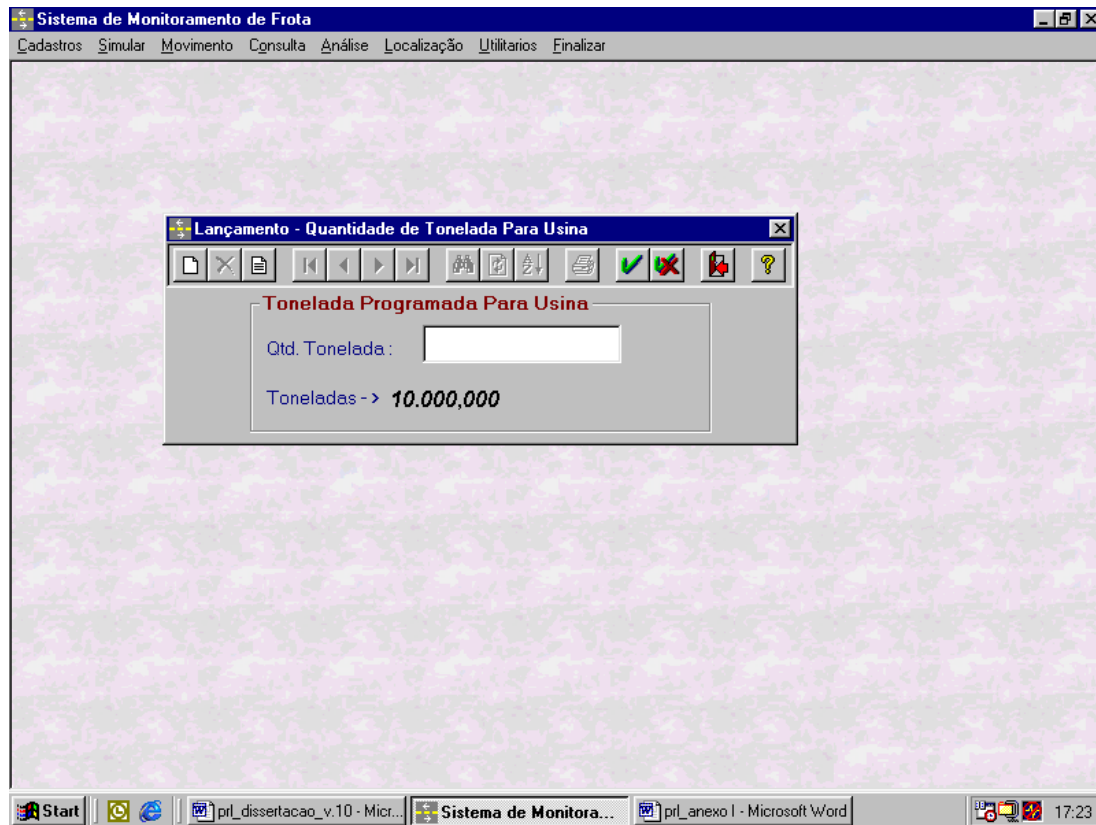 Sistema de Monitoramento de Frota
Cadastros Simular Movimento Consulta Análise Localização Utilitarios Finalizar
Lançamento - Quantidade de Tonelada Para Usina
Tonelada Programada Para Usina
Qtd. Tonelada :
Toneladas -> 10.000,000
Start prl_dissertacao_v.10 - Micr... Sistema de Monitora... prl_anexo I - Microsoft Word 17:23